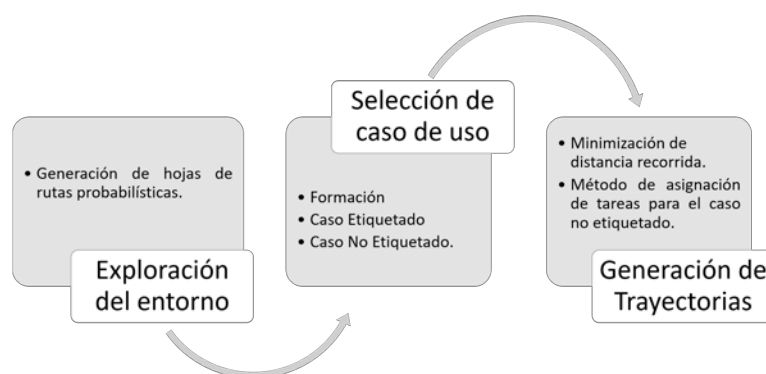 • Generación de hojas de
rutas probabilísticas.
Exploración
del entorno
Selección de
caso de uso
• Formación
• Caso Etiquetado
• Caso No Etiquetado.
• Minimización de
distancia recorrida.
• Método de asignación
de tareas para el caso
no etiquetado.
Generación de
Trayectorias